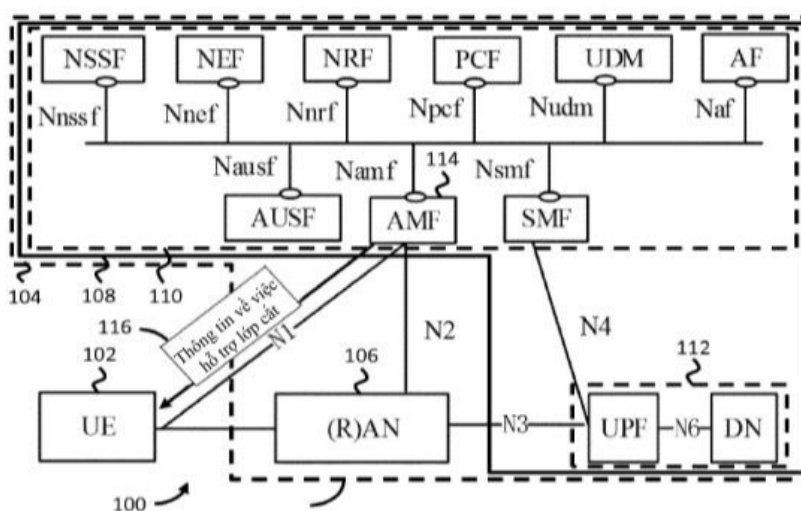 NSSF NEF NRF PCF UDM AF
Nnssf Nnef Nnrf Npcf Nudm Naf
Nausf Namf 114 Nsmf
AUSF AMF SMF
104 108 110
116 Thông tin về việc
hỗ trợ lớp cắt
N1 N2 N4
102 106 112
UE (R)AN N3 UPF N6 DN
100